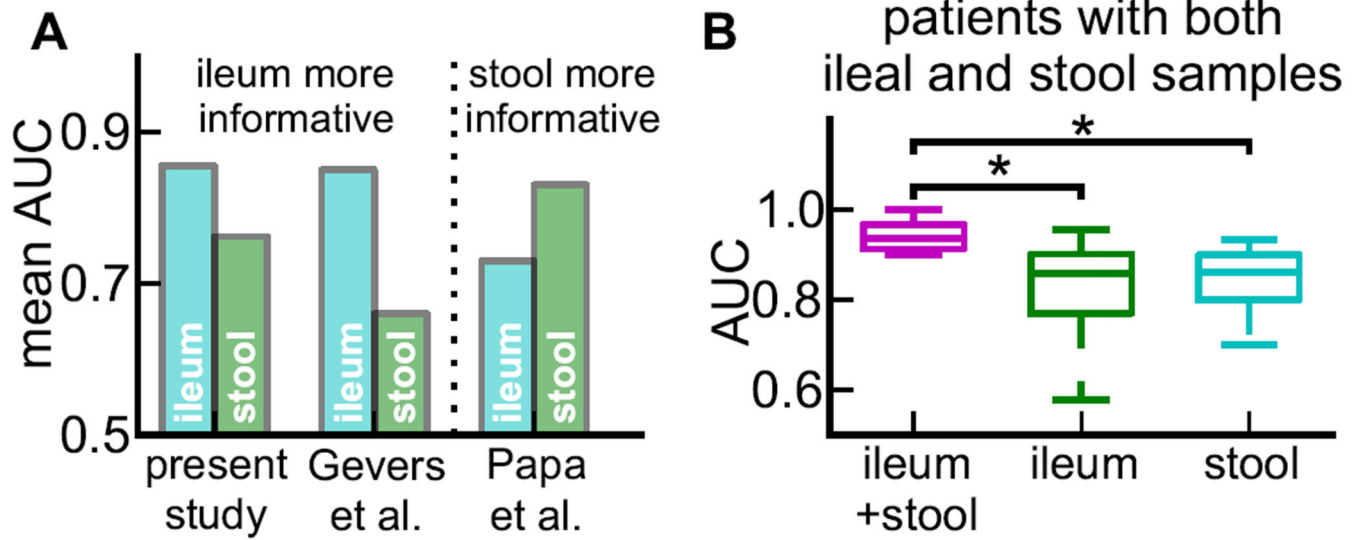 A
ileum more
informative
stool more
informative
mean AUC
0.9
0.7
0.5
ileum
stool
ileum
stool
ileum
stool
present
study
Gevers
et al.
Papa
et al.
B
patients with both
ileal and stool samples
*
*
AUC
1.0
0.8
0.6
ileum
+stool
ileum
stool